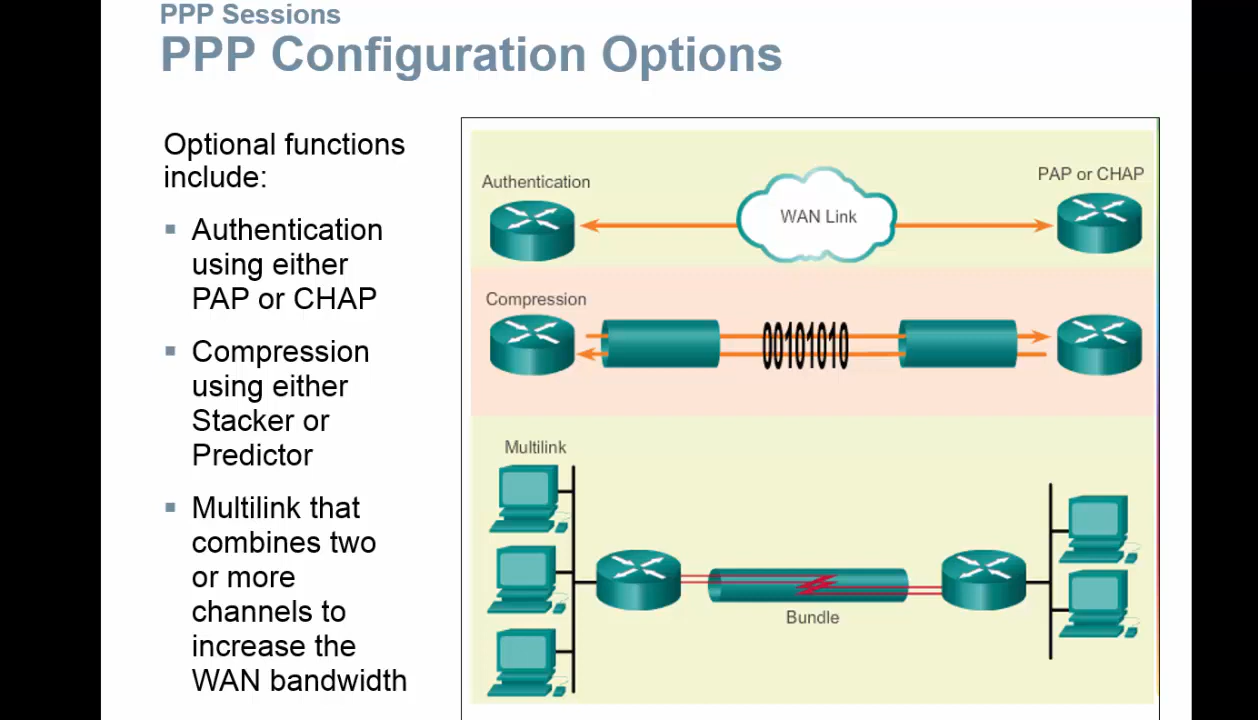 PPP Sessions
PPP Configuration Options
Optional functions
include:
Authentication
using either
PAP or CHAP
Compression
using either
Stacker or
Predictor
Multilink that
combines two
or more
channels to
increase the
WAN bandwidth
Authentication
WAN Link
PAP or CHAP
Compression
00101010
Multilink
Bundle